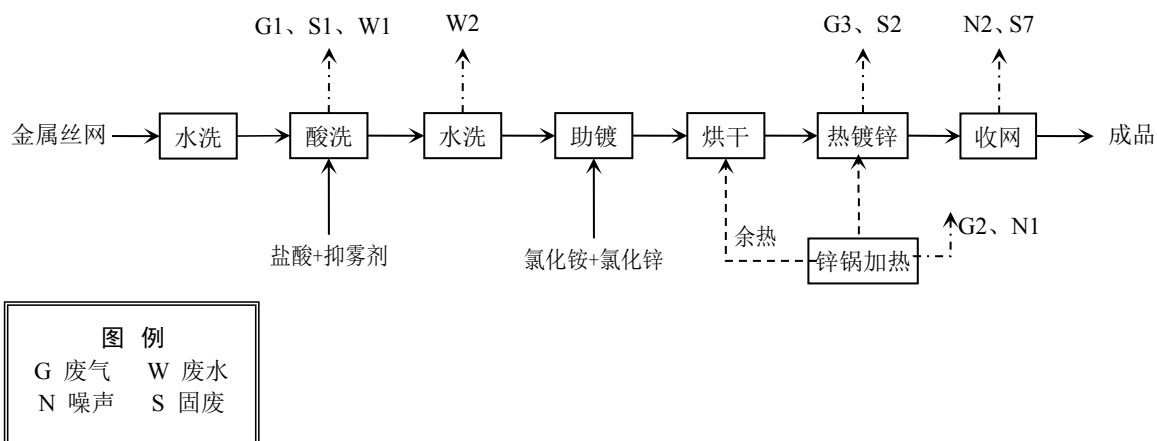 G1、S1、W1
W2
G3、S2
N2、S7
金属丝网
水洗
酸洗
水洗
助镀
烘干
热镀锌
收网
成品
盐酸+抑雾剂
氯化铵+氯化锌
余热
锌锅加热
G2、N1
图 例
G 废气 W 废水
N 噪声 S 固废